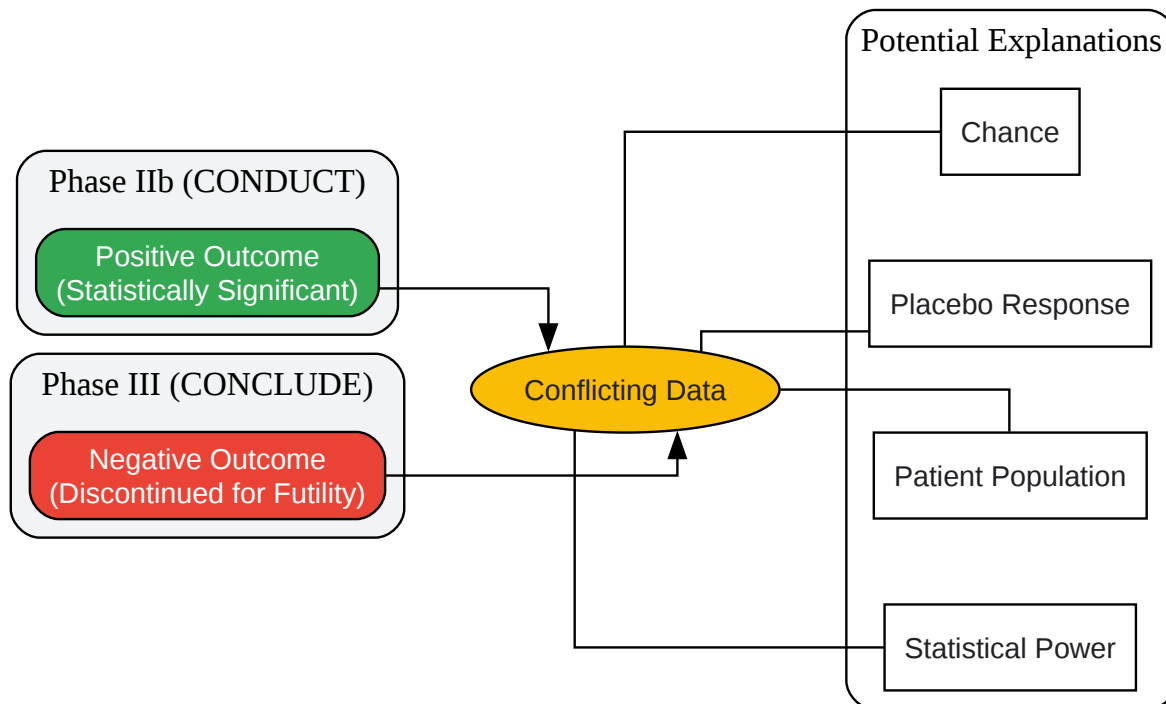 Phase IIb (CONDUCT)
Positive Outcome
(Statistically Significant)
Phase III (CONCLUDE)
Negative Outcome
(Discontinued for Futility)
Conflicting Data
Potential Explanations
Chance
Placebo Response
Patient Population
Statistical Power